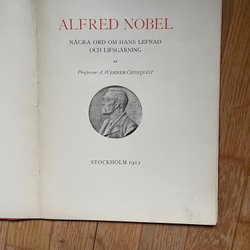 ALFRED NOBEL
NÅGRA ORD OM HANS LEFNAD
OCH LIFSGÄRNING
AF
Professor A. WERNER CRONQUIST
STOCKHOLM 1912